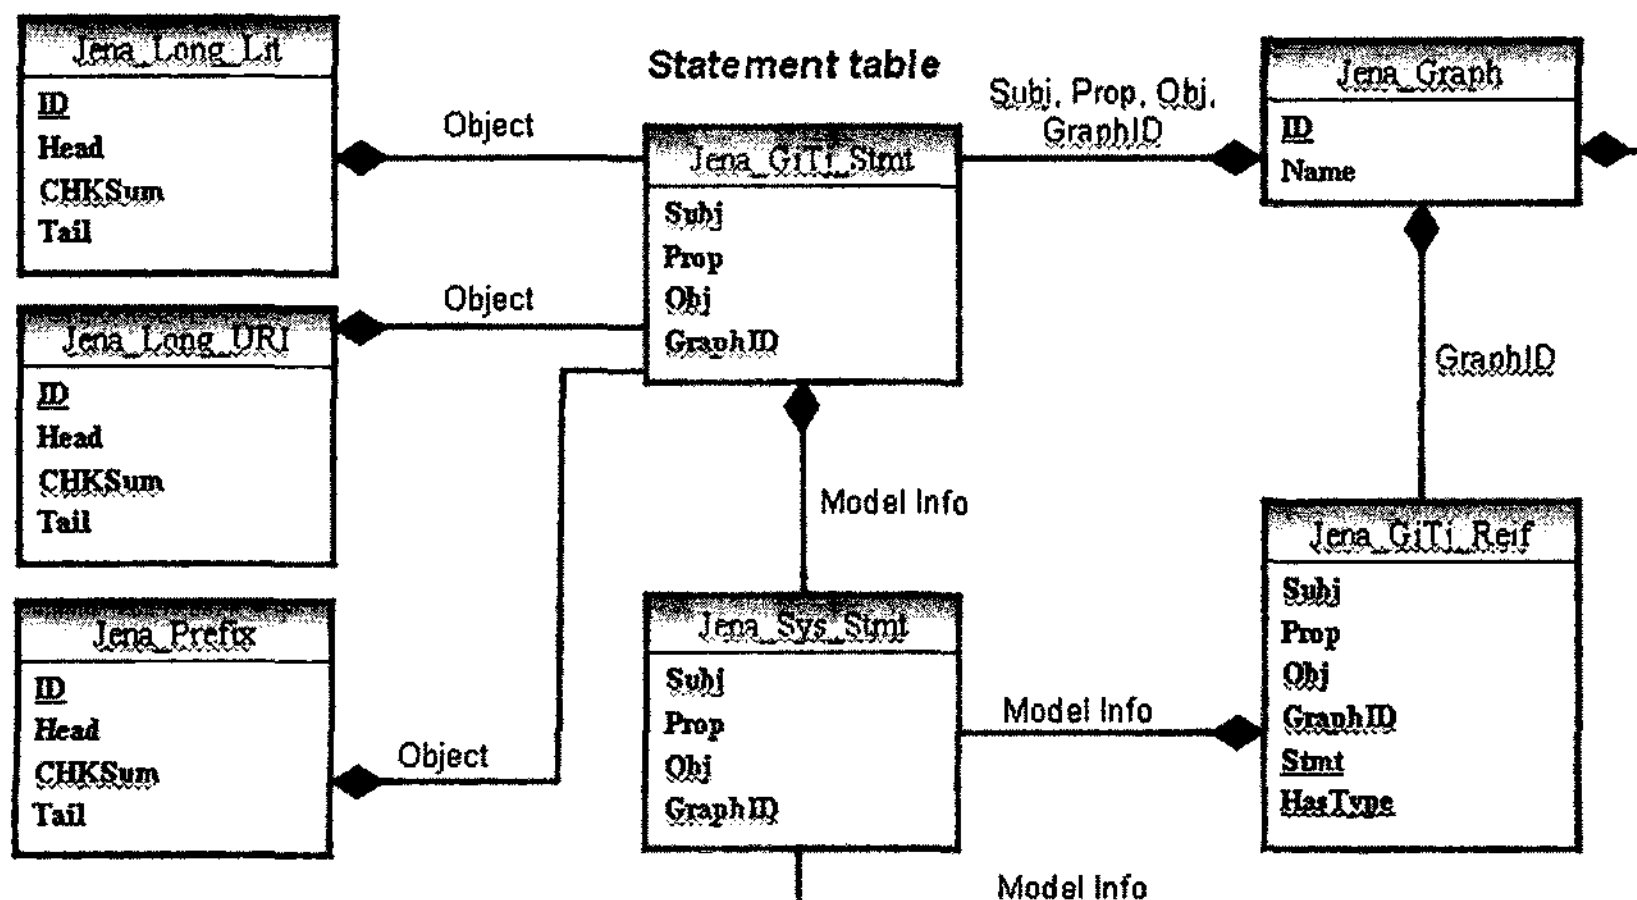 Jena_Long_Lit
ID
Head
CHKSum
Tail
Object
Statement table
Jena_GiTi_Stmt
Subj
Prop
Obj
GraphID
Subj, Prop, Obj,
GraphID
Jena_Graph
ID
Name
Jena_Long_URI
ID
Head
CHKSum
Tail
Object
GraphID
Model Info
Jena_Prefix
ID
Head
CHKSum
Tail
Object
Jena_Sys_Stmt
Subj
Prop
Obj
GraphID
Model Info
Jena_GiTi_Reif
Subj
Prop
Obj
GraphID
Stmt
HasType
Model Info